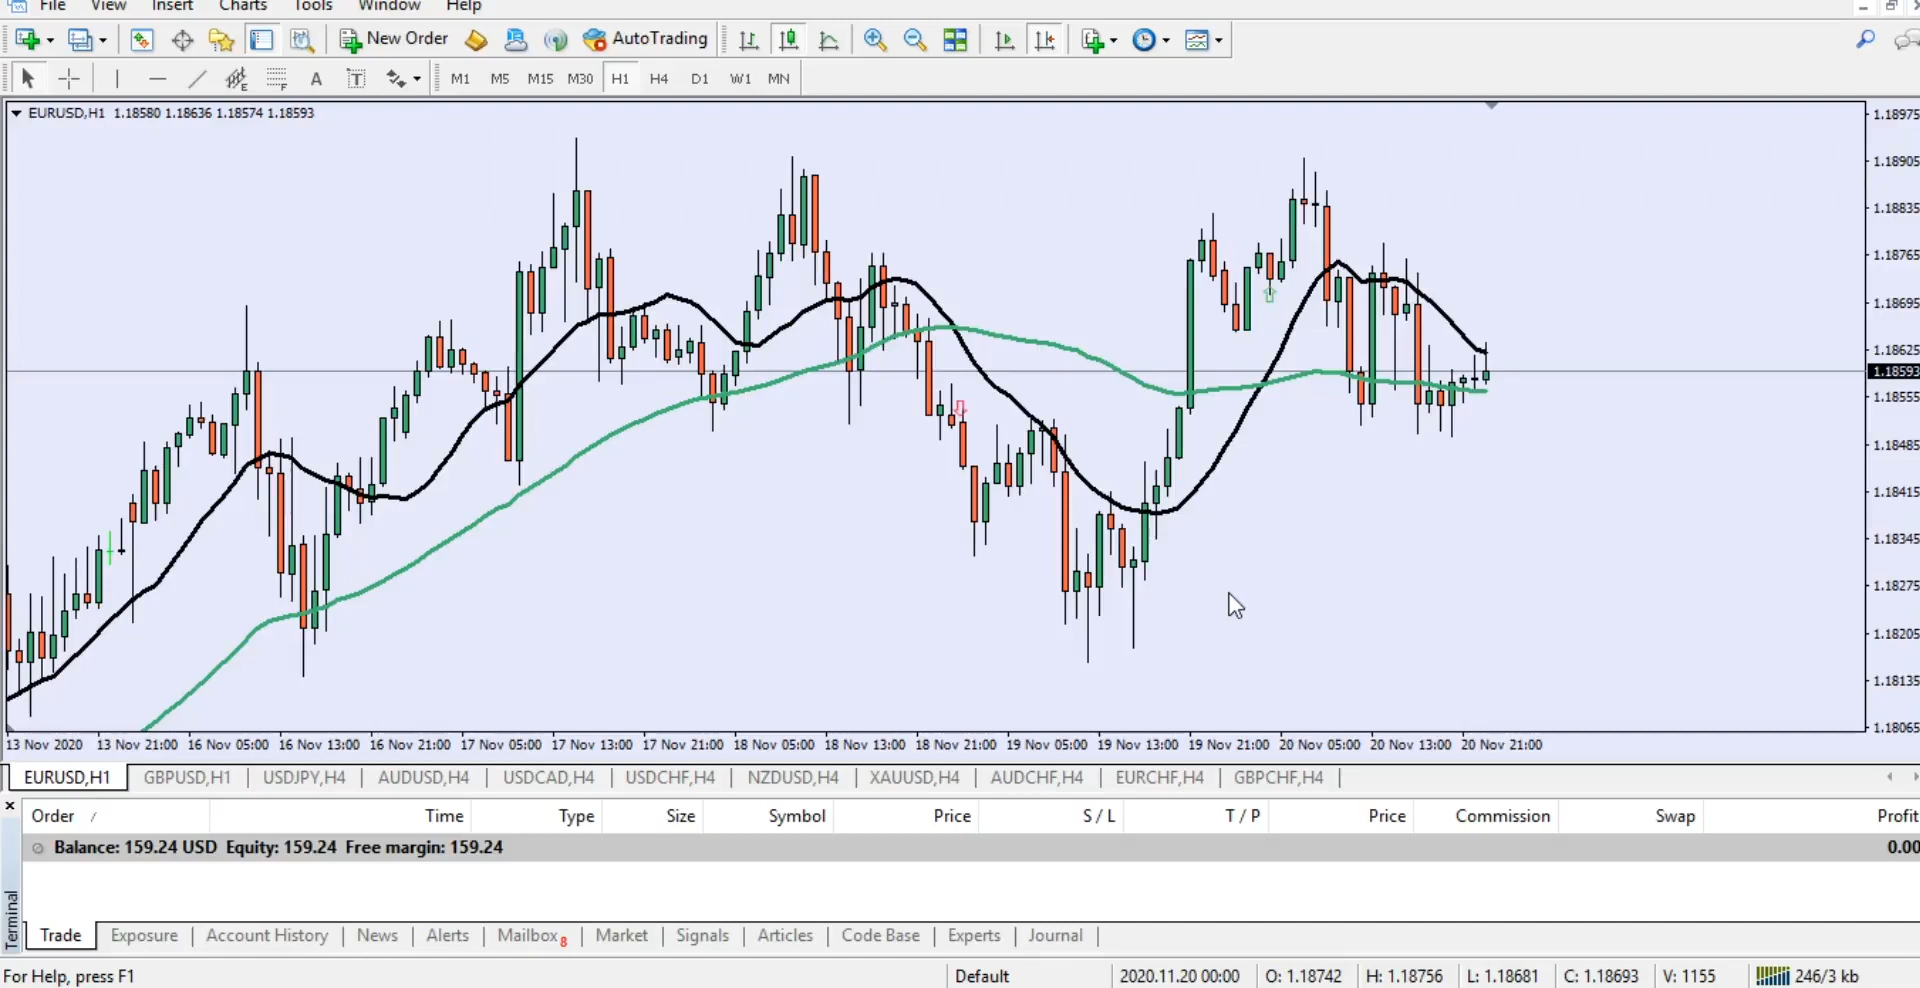 File View Insert Charts Tools Window Help
New Order AutoTrading
E F A T M1 M5 M15 M30 H1 H4 D1 W1 MN
EURUSD,H1 1.18580 1.18636 1.18574 1.18593
1.18975
1.18905
1.18835
1.18765
1.18695
1.18625
1.18593
1.18555
1.18485
1.18415
1.18345
1.18275
1.18205
1.18135
1.18065
13 Nov 2020 13 Nov 21:00 16 Nov 05:00 16 Nov 13:00 16 Nov 21:00 17 Nov 05:00 17 Nov 13:00 17 Nov 21:00 18 Nov 05:00 18 Nov 13:00 18 Nov 21:00 19 Nov 05:00 19 Nov 13:00 19 Nov 21:00 20 Nov 05:00 20 Nov 13:00 20 Nov 21:00
EURUSD,H1 GBPUSD,H1 USDJPY,H4 AUDUSD,H4 USDCAD,H4 USDCHF,H4 NZDUSD,H4 XAUUSD,H4 AUDCHF,H4 EURCHF,H4 GBPCHF,H4
Order / Time Type Size Symbol Price S / L T / P Price Commission Swap Profit
Balance: 159.24 USD Equity: 159.24 Free margin: 159.24 0.00
Terminal
Trade Exposure Account History News Alerts Mailbox 8 Market Signals Articles Code Base Experts Journal
For Help, press F1 Default 2020.11.20 00:00 O: 1.18742 H: 1.18756 L: 1.18681 C: 1.18693 V: 1155 246/3 kb